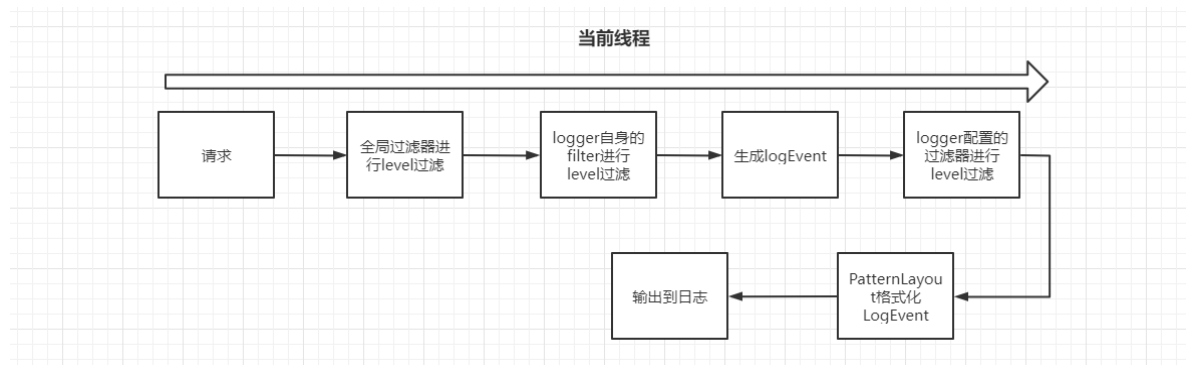 当前线程
请求
全局过滤器进
行level过滤
logger自身的
filter进行
level过滤
生成logEvent
logger配置的
过滤器进行
level过滤
输出到日志
PatternLayou
t格式化
LogEvent